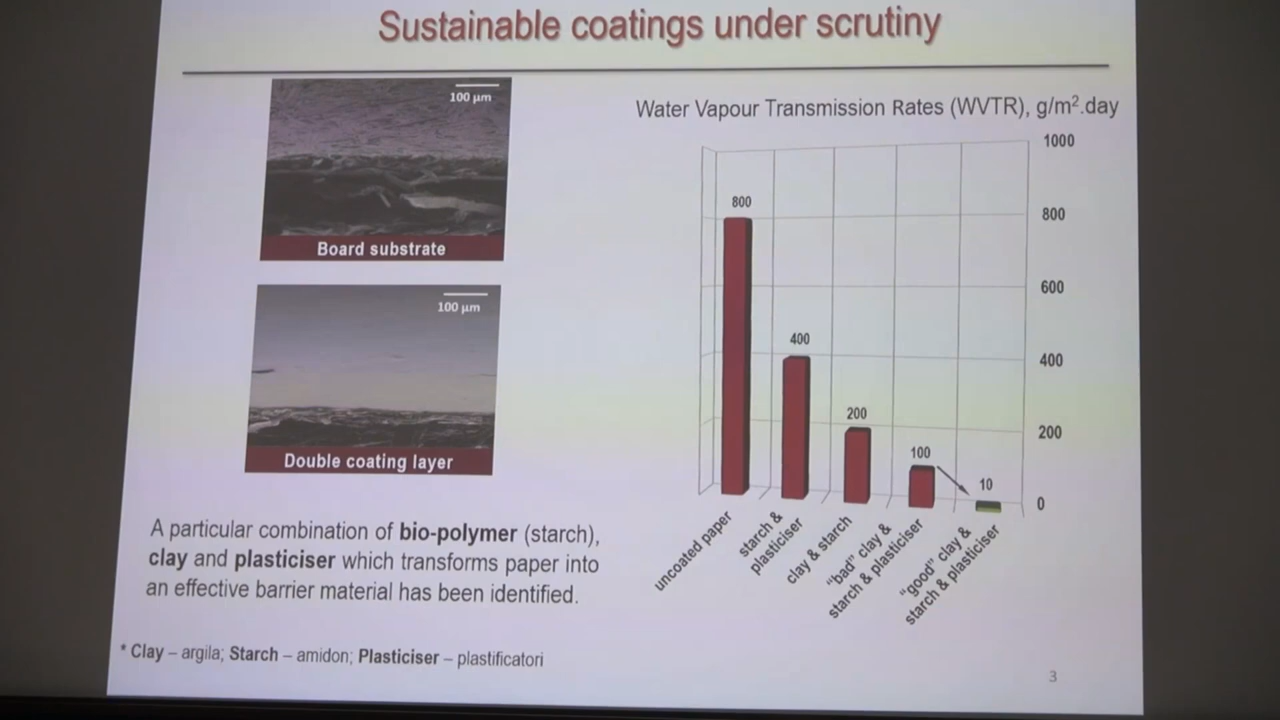 Sustainable coatings under scrutiny
100 µm
Board substrate
100 µm
Double coating layer
A particular combination of bio-polymer (starch),
clay and plasticiser which transforms paper into
an effective barrier material has been identified.
* Clay – argila; Starch – amidon; Plasticiser – plastificatori
Water Vapour Transmission Rates (WVTR), g/m².day
1000
800
600
400
200
0
800
400
200
100
10
uncoated paper
starch &
plasticiser
clay & starch
"bad" clay &
starch & plasticiser
"good" clay &
starch & plasticiser
3